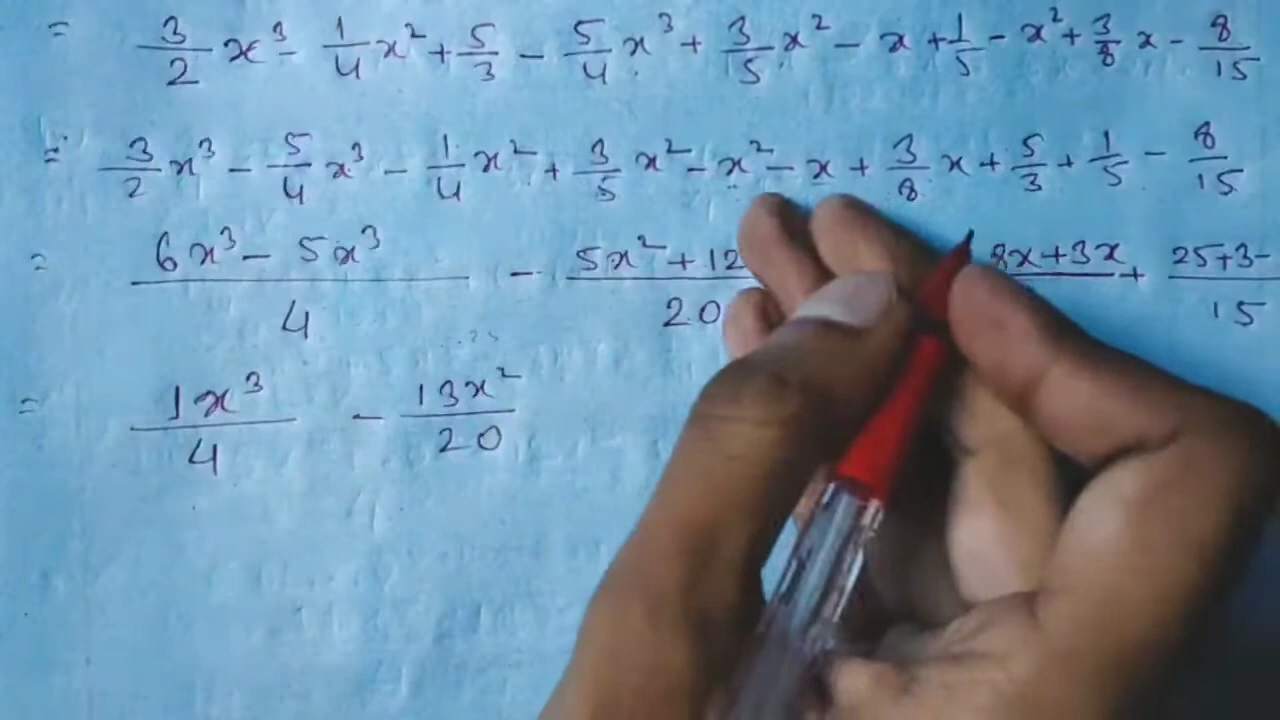 = 3/2 x³ - 1/4 x² + 5/3 - 5/4 x³ + 3/5 x² - x + 1/5 - x² + 3/8 x - 8/15
= 3/2 x³ - 5/4 x³ - 1/4 x² + 3/5 x² - x² - x + 3/8 x + 5/3 + 1/5 - 8/15
= (6x³ - 5x³)/4 - (5x² + 12)/20 8x + 3x + (25 + 3 -)/15
= 1x³/4 - 13x²/20